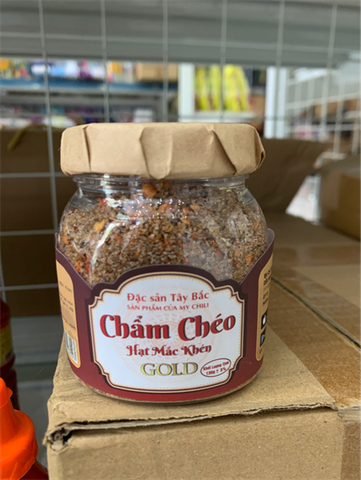 Đặc sản Tây Bắc
SẢN PHẨM CỦA MY CHILI
Chẩm Chéo
Hạt Mắc Khén
GOLD